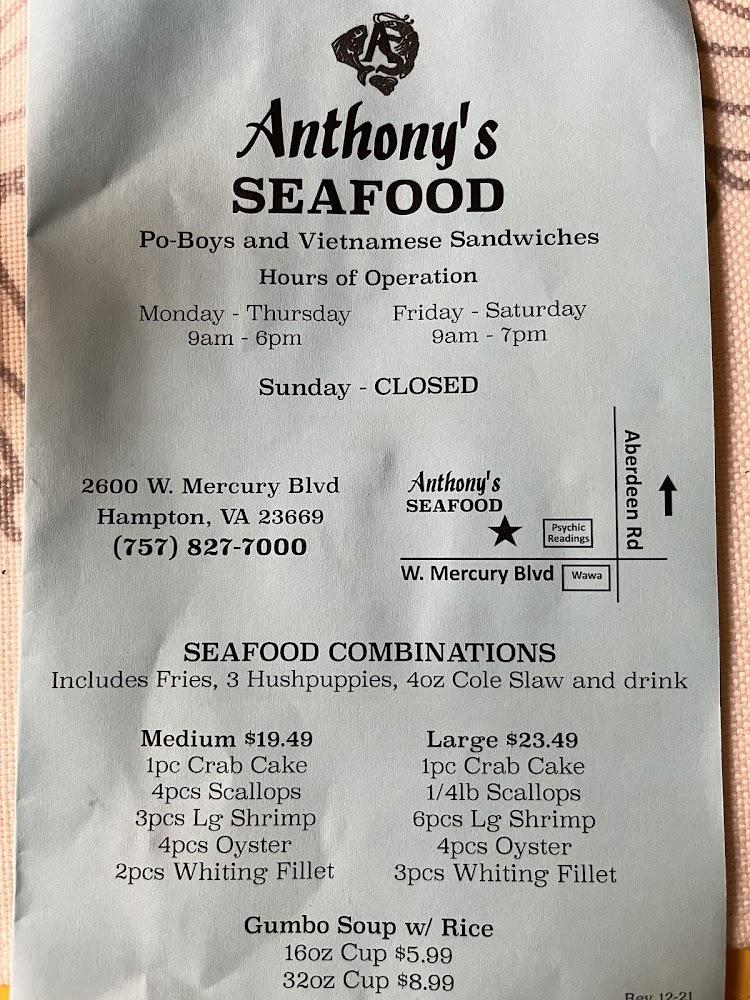 AS
Anthony's
SEAFOOD
Po-Boys and Vietnamese Sandwiches
Hours of Operation
Monday - Thursday
9am - 6pm
Friday - Saturday
9am - 7pm
Sunday - CLOSED
2600 W. Mercury Blvd
Hampton, VA 23669
(757) 827-7000
Anthony's
SEAFOOD
Psychic
Readings
Aberdeen Rd
W. Mercury Blvd
Wawa
SEAFOOD COMBINATIONS
Includes Fries, 3 Hushpuppies, 4oz Cole Slaw and drink
Medium $19.49
1pc Crab Cake
4pcs Scallops
3pcs Lg Shrimp
4pcs Oyster
2pcs Whiting Fillet
Large $23.49
1pc Crab Cake
1/4lb Scallops
6pcs Lg Shrimp
4pcs Oyster
3pcs Whiting Fillet
Gumbo Soup w/ Rice
16oz Cup $5.99
32oz Cup $8.99
Rev 12-21